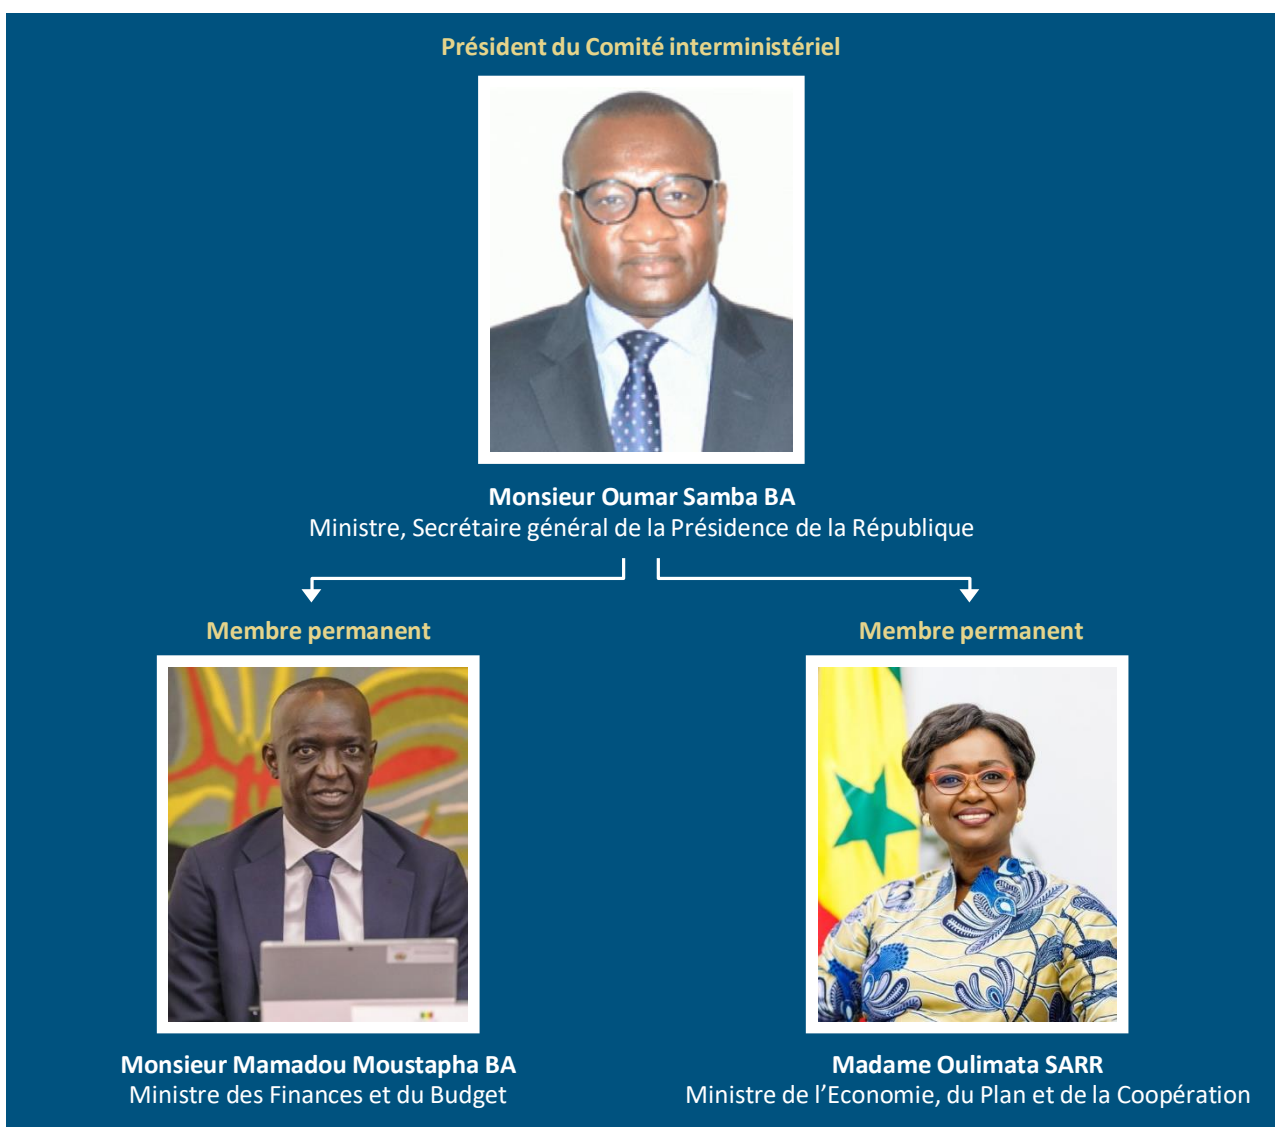 Président du Comité interministériel
Monsieur Oumar Samba BA
Ministre, Secrétaire général de la Présidence de la République
Membre permanent
Membre permanent
Monsieur Mamadou Moustapha BA
Ministre des Finances et du Budget
Madame Oulimata SARR
Ministre de l’Economie, du Plan et de la Coopération